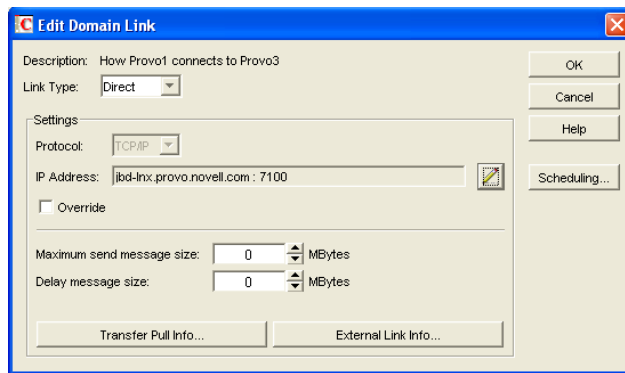 Edit Domain Link
Description: How Provo1 connects to Provo3
OK
Link Type: Direct
Cancel
Settings
Help
Protocol: TCP/IP
IP Address: jbd-lnx.provo.novell.com : 7100
Scheduling...
Override
Maximum send message size: 0 MBytes
Delay message size: 0 MBytes
Transfer Pull Info... External Link Info...